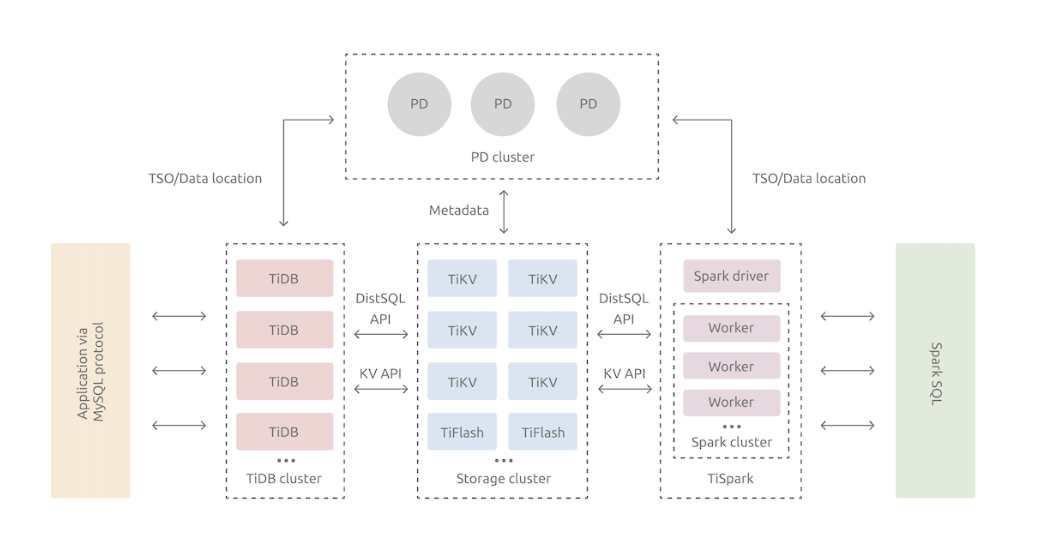 PD PD PD
PD cluster
TSO/Data location
TSO/Data location
Metadata
Application via
MySQL protocol
TiDB
TiDB
TiDB
TiDB
•••
TiDB cluster
DistSQL
API
KV API
TiKV TiKV
TiKV TiKV
TiKV TiKV
TiFlash TiFlash
•••
Storage cluster
DistSQL
API
KV API
Spark driver
Worker
Worker
Worker
•••
Spark cluster
TiSpark
Spark SQL